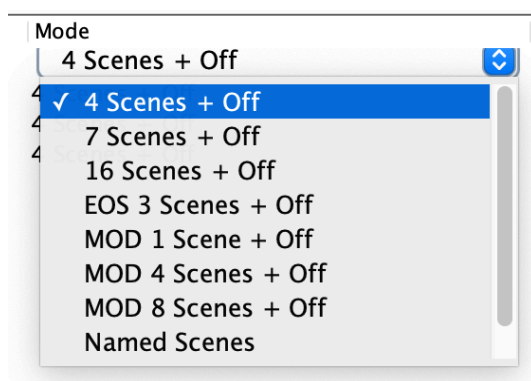 Mode
4 Scenes + Off
✓ 4 Scenes + Off
7 Scenes + Off
16 Scenes + Off
EOS 3 Scenes + Off
MOD 1 Scene + Off
MOD 4 Scenes + Off
MOD 8 Scenes + Off
Named Scenes